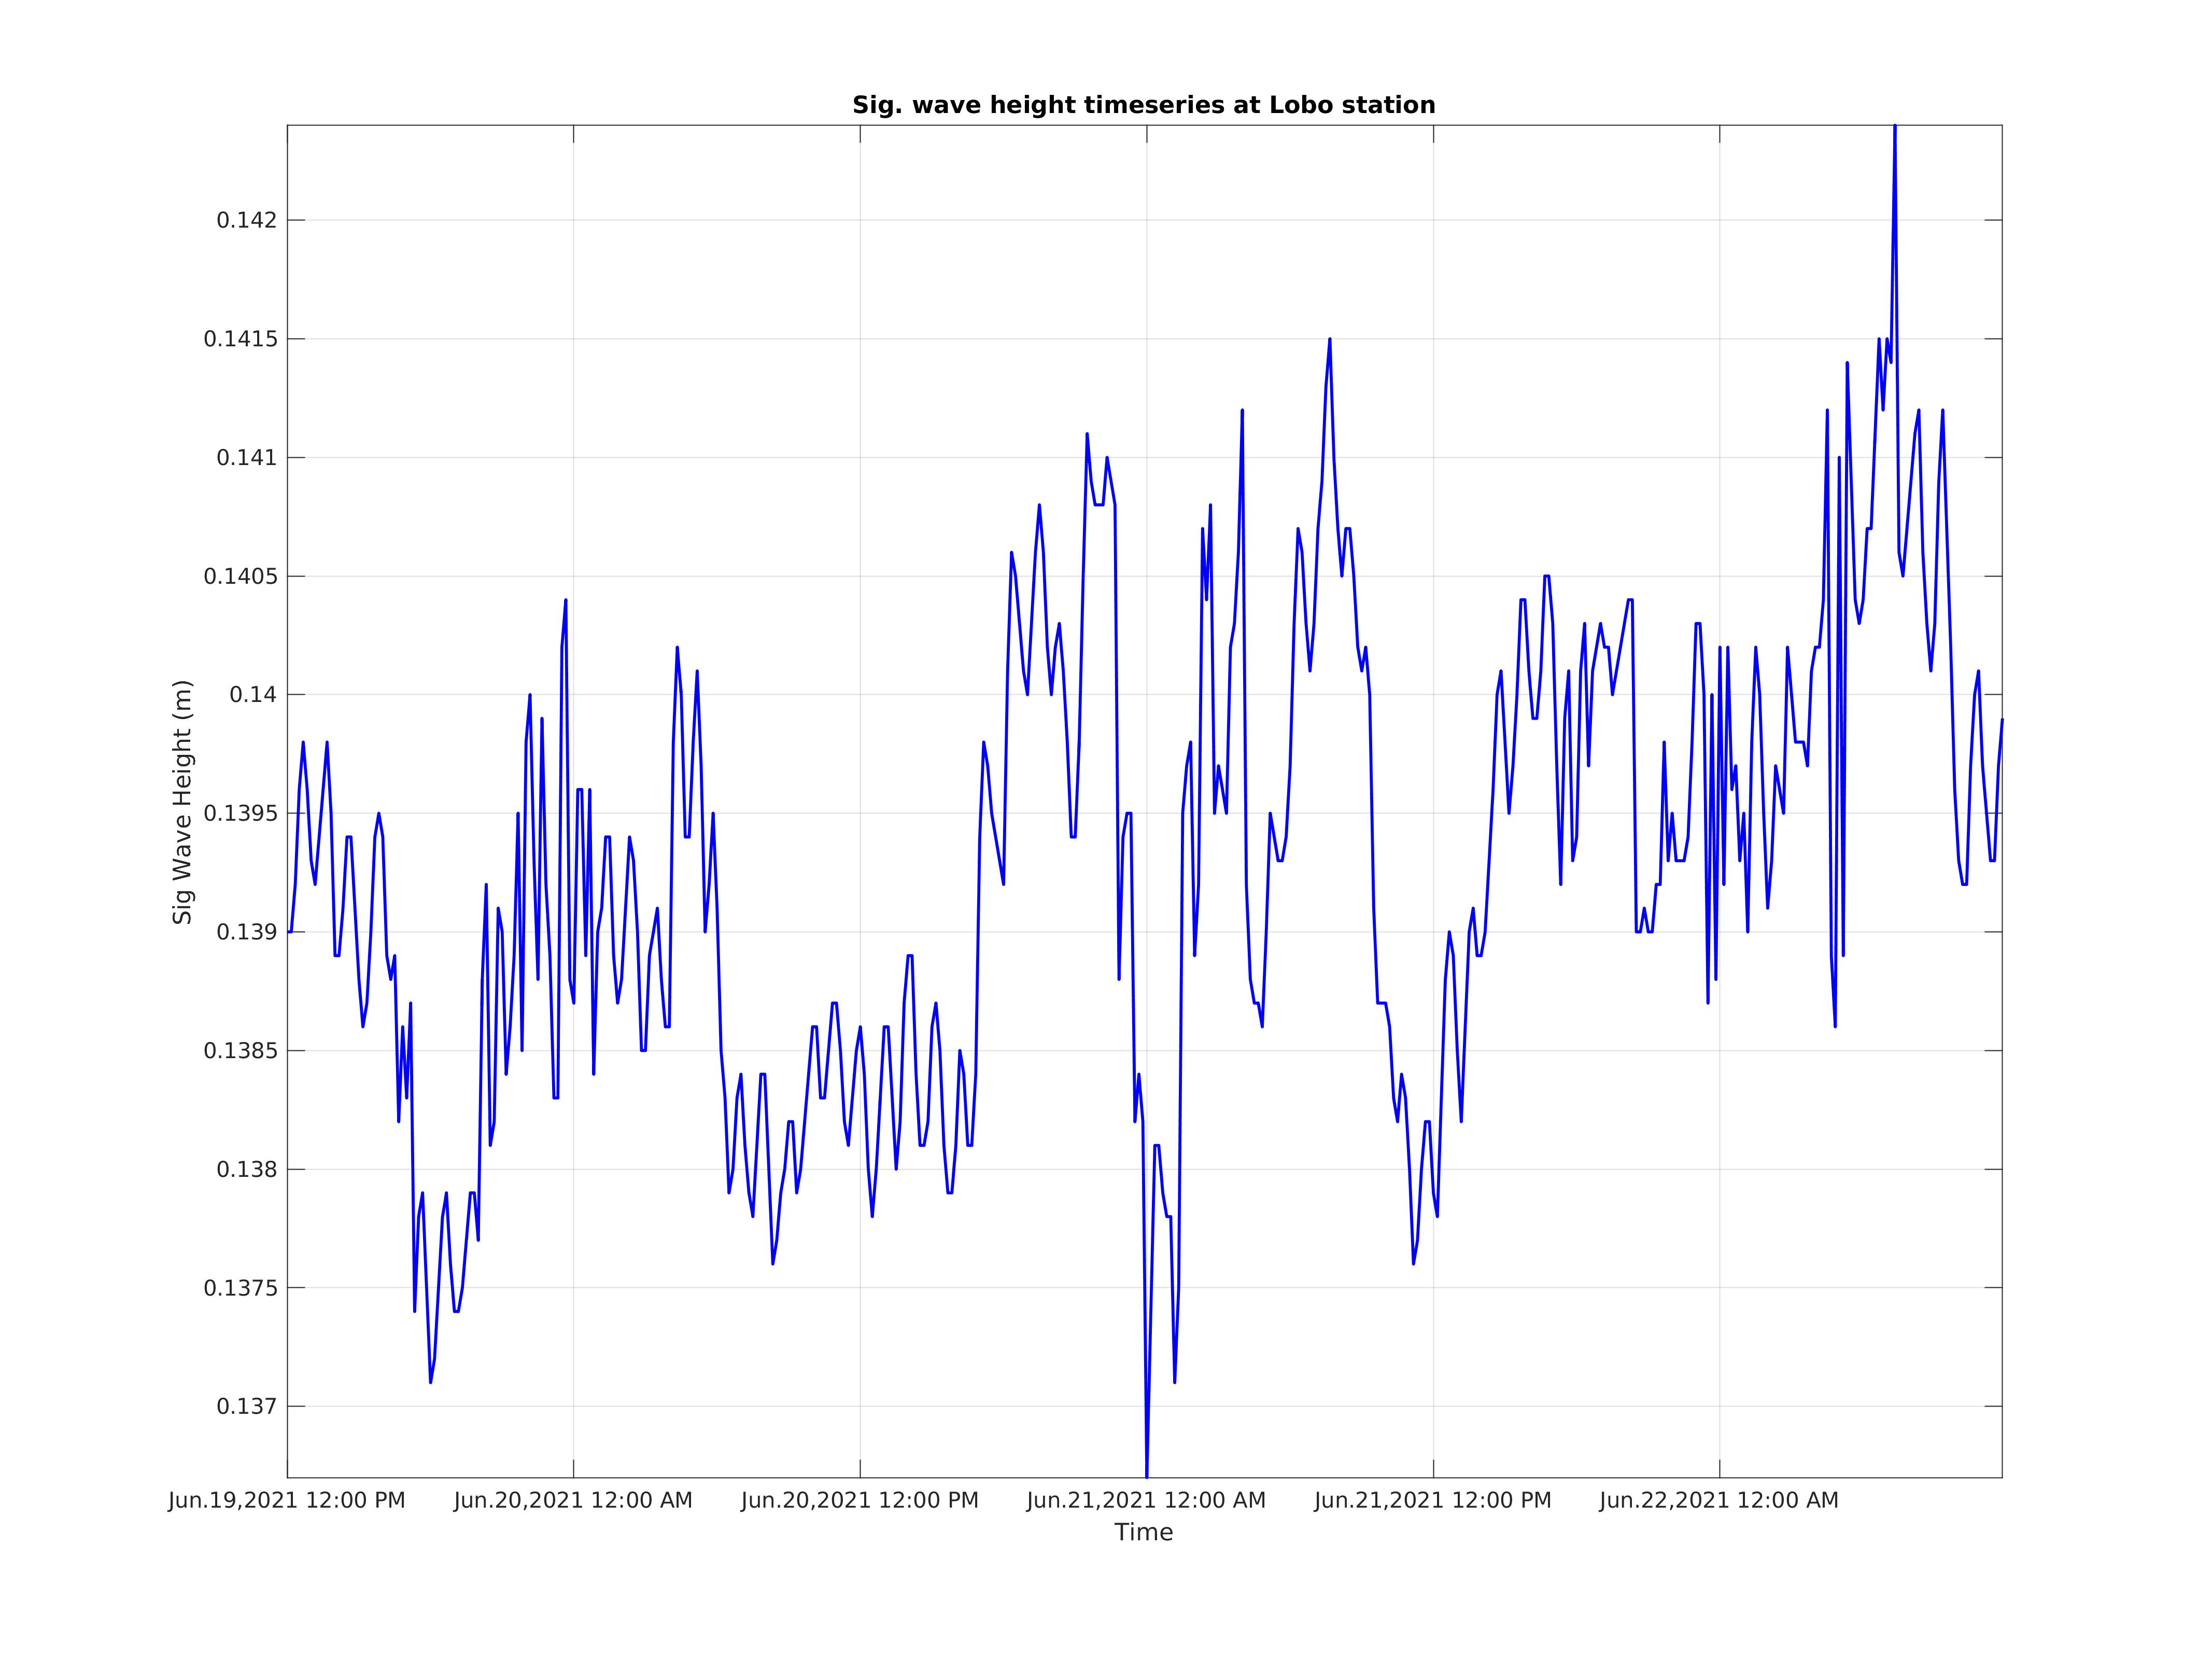 Sig. wave height timeseries at Lobo station
0.142
0.1415
0.141
0.1405
0.14
0.1395
0.139
0.1385
0.138
0.1375
0.137
Sig Wave Height (m)
Jun.19,2021 12:00 PM Jun.20,2021 12:00 AM Jun.20,2021 12:00 PM Jun.21,2021 12:00 AM Jun.21,2021 12:00 PM Jun.22,2021 12:00 AM
Time